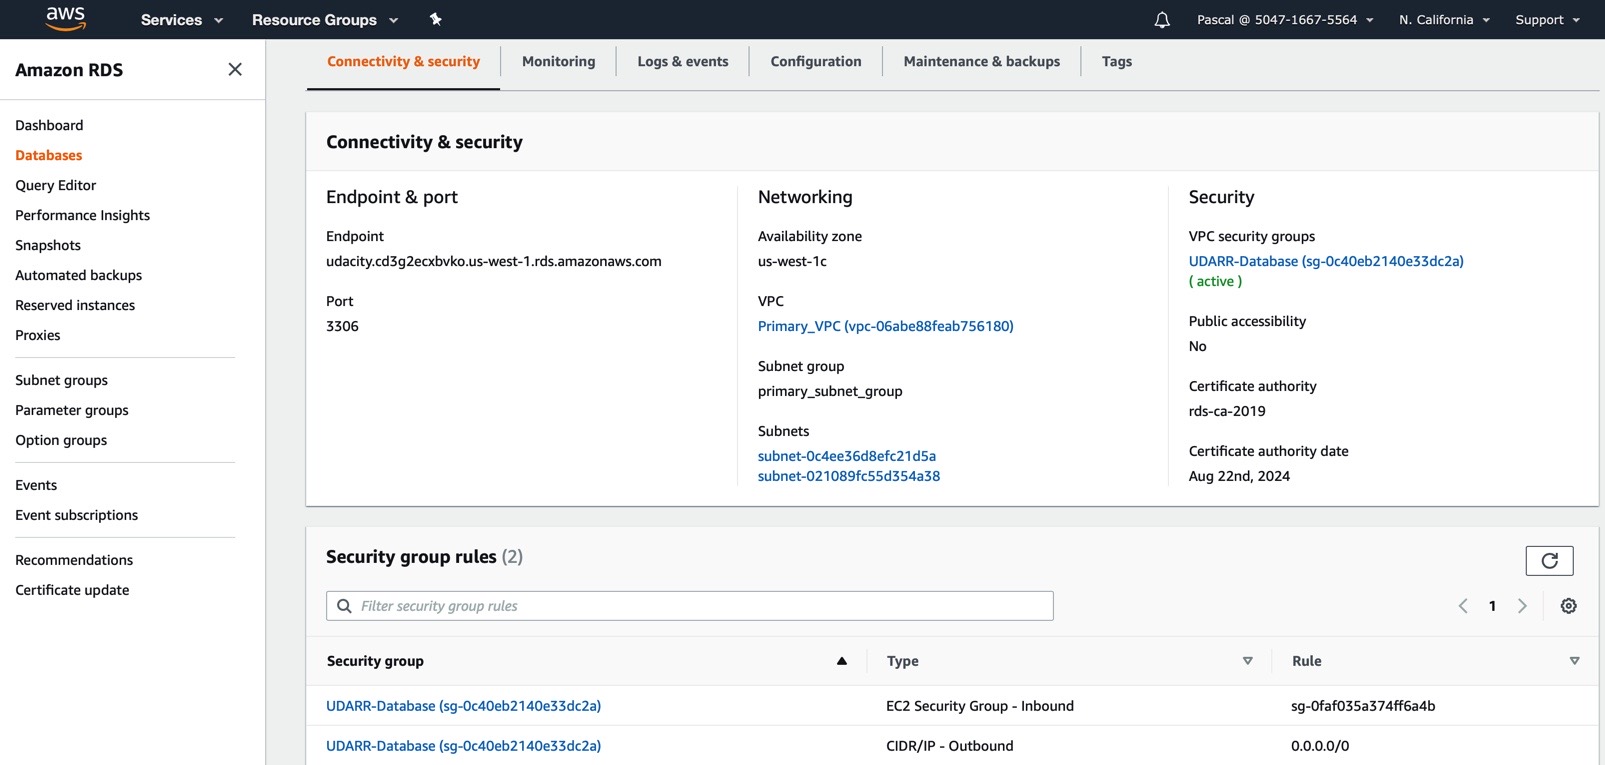 aws Services Resource Groups Pascal @ 5047-1667-5564 N. California Support
Amazon RDS
Dashboard
Databases
Query Editor
Performance Insights
Snapshots
Automated backups
Reserved instances
Proxies
Subnet groups
Parameter groups
Option groups
Events
Event subscriptions
Recommendations
Certificate update
Connectivity & security Monitoring Logs & events Configuration Maintenance & backups Tags
Connectivity & security
Endpoint & port
Endpoint
udacity.cd3g2ecxbvko.us-west-1.rds.amazonaws.com
Port
3306
Networking
Availability zone
us-west-1c
VPC
Primary_VPC (vpc-06abe88feab756180)
Subnet group
primary_subnet_group
Subnets
subnet-0c4ee36d8efc21d5a
subnet-021089fc55d354a38
Security
VPC security groups
UDARR-Database (sg-0c40eb2140e33dc2a)
( active )
Public accessibility
No
Certificate authority
rds-ca-2019
Certificate authority date
Aug 22nd, 2024
Security group rules (2)
Filter security group rules
1
Security group Type Rule
UDARR-Database (sg-0c40eb2140e33dc2a) EC2 Security Group - Inbound sg-0faf035a374ff6a4b
UDARR-Database (sg-0c40eb2140e33dc2a) CIDR/IP - Outbound 0.0.0.0/0